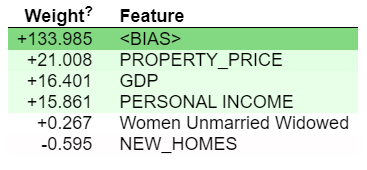 Weight? Feature
+133.985 <BIAS>
+21.008 PROPERTY_PRICE
+16.401 GDP
+15.861 PERSONAL INCOME
+0.267 Women Unmarried Widowed
-0.595 NEW_HOMES